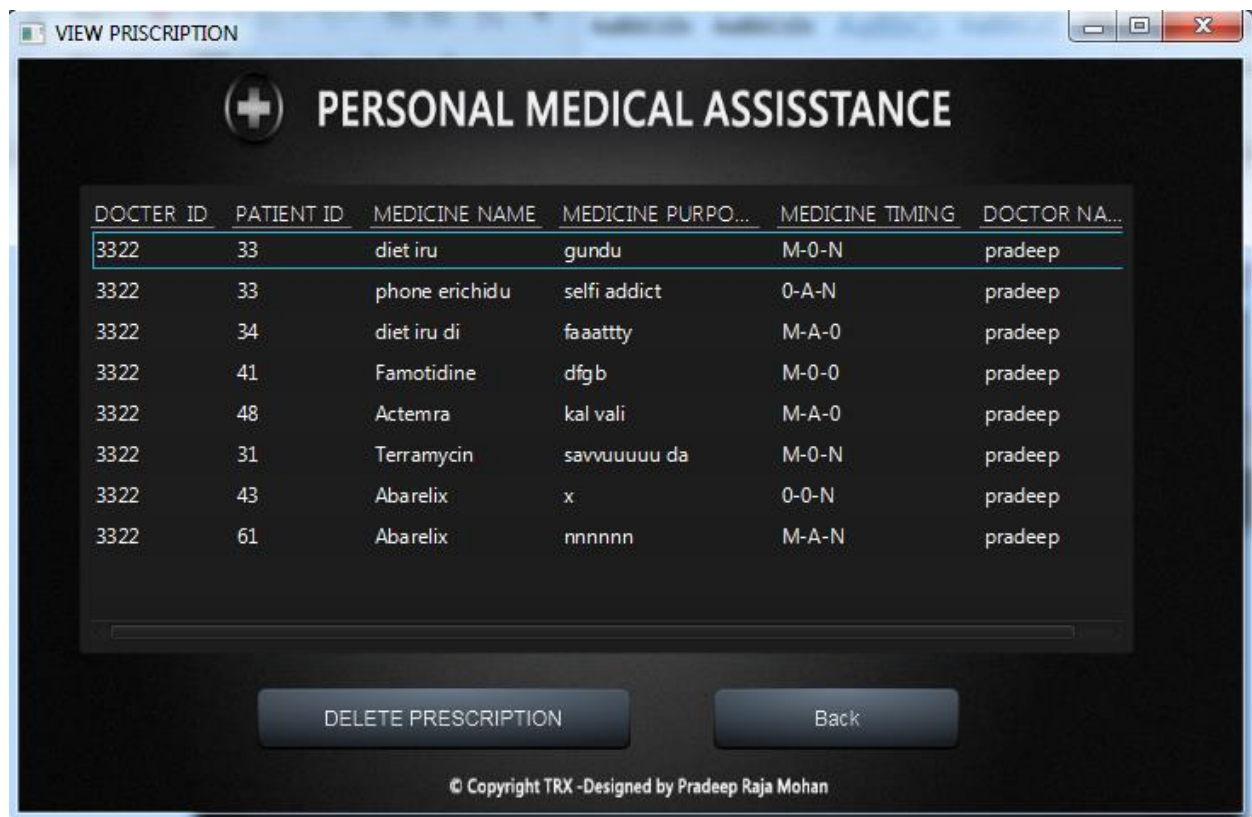 VIEW PRISCRIPTION
PERSONAL MEDICAL ASSISSTANCE
DOCTER ID PATIENT ID MEDICINE NAME MEDICINE PURPO... MEDICINE TIMING DOCTOR NA...
3322 33 diet iru gundu M-0-N pradeep
3322 33 phone erichidu selfi addict 0-A-N pradeep
3322 34 diet iru di faaattty M-A-0 pradeep
3322 41 Famotidine dfgb M-0-0 pradeep
3322 48 Actemra kal vali M-A-0 pradeep
3322 31 Terramycin savvuuuuu da M-0-N pradeep
3322 43 Abarelix x 0-0-N pradeep
3322 61 Abarelix nnnnnn M-A-N pradeep
DELETE PRESCRIPTION Back
© Copyright TRX -Designed by Pradeep Raja Mohan